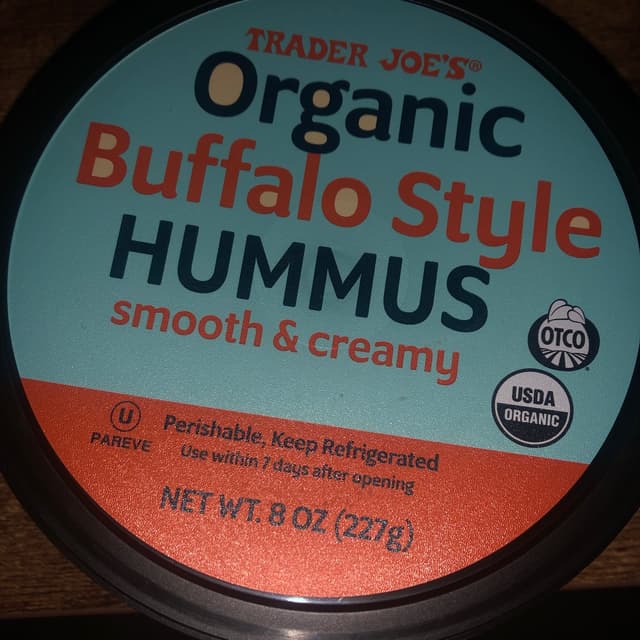 TRADER JOE'S®
Organic
Buffalo Style
HUMMUS
smooth & creamy
OTCO
USDA
ORGANIC
U
PAREVE
Perishable, Keep Refrigerated
Use within 7 days after opening
NET WT. 8 OZ (227g)